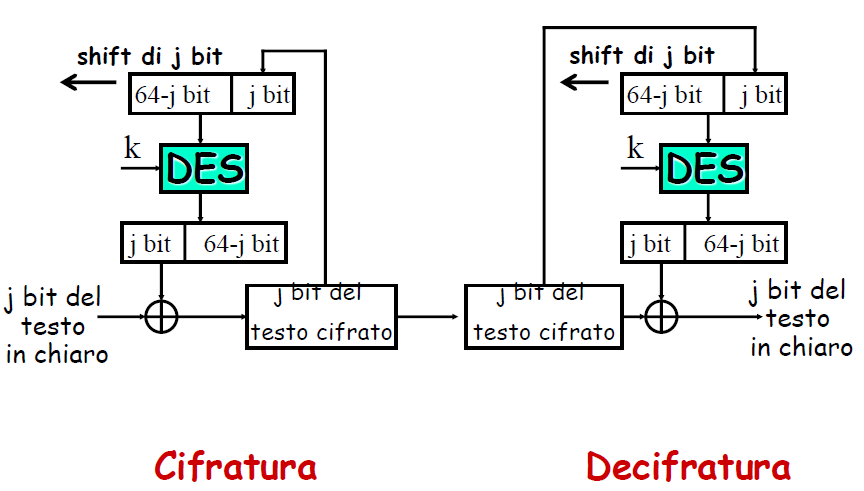 shift di j bit
64-j bit j bit
k
DES
j bit 64-j bit
j bit del
testo
in chiaro
j bit del
testo cifrato
shift di j bit
64-j bit j bit
k
DES
j bit 64-j bit
j bit del
testo cifrato
j bit del
testo
in chiaro
Cifratura
Decifratura